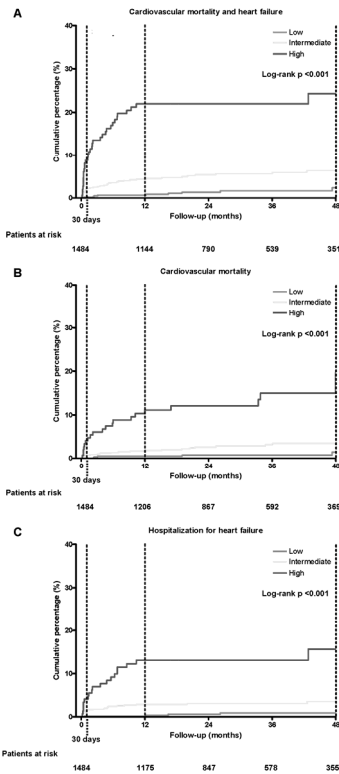 A
Cardiovascular mortality and heart failure
Low
Intermediate
High
Log-rank p <0.001
Cumulative percentage (%)
40
30
20
10
0
0 12 24 36 48
30 days
Follow-up (months)
Patients at risk
1484 1144 790 539 351
B
Cardiovascular mortality
Low
Intermediate
High
Log-rank p <0.001
Cumulative percentage (%)
40
30
20
10
0
0 12 24 36 48
30 days
Follow-up (months)
Patients at risk
1484 1206 867 592 369
C
Hospitalization for heart failure
Low
Intermediate
High
Log-rank p <0.001
Cumulative percentage (%)
40
30
20
10
0
0 12 24 36 48
30 days
Follow-up (months)
Patients at risk
1484 1175 847 578 355